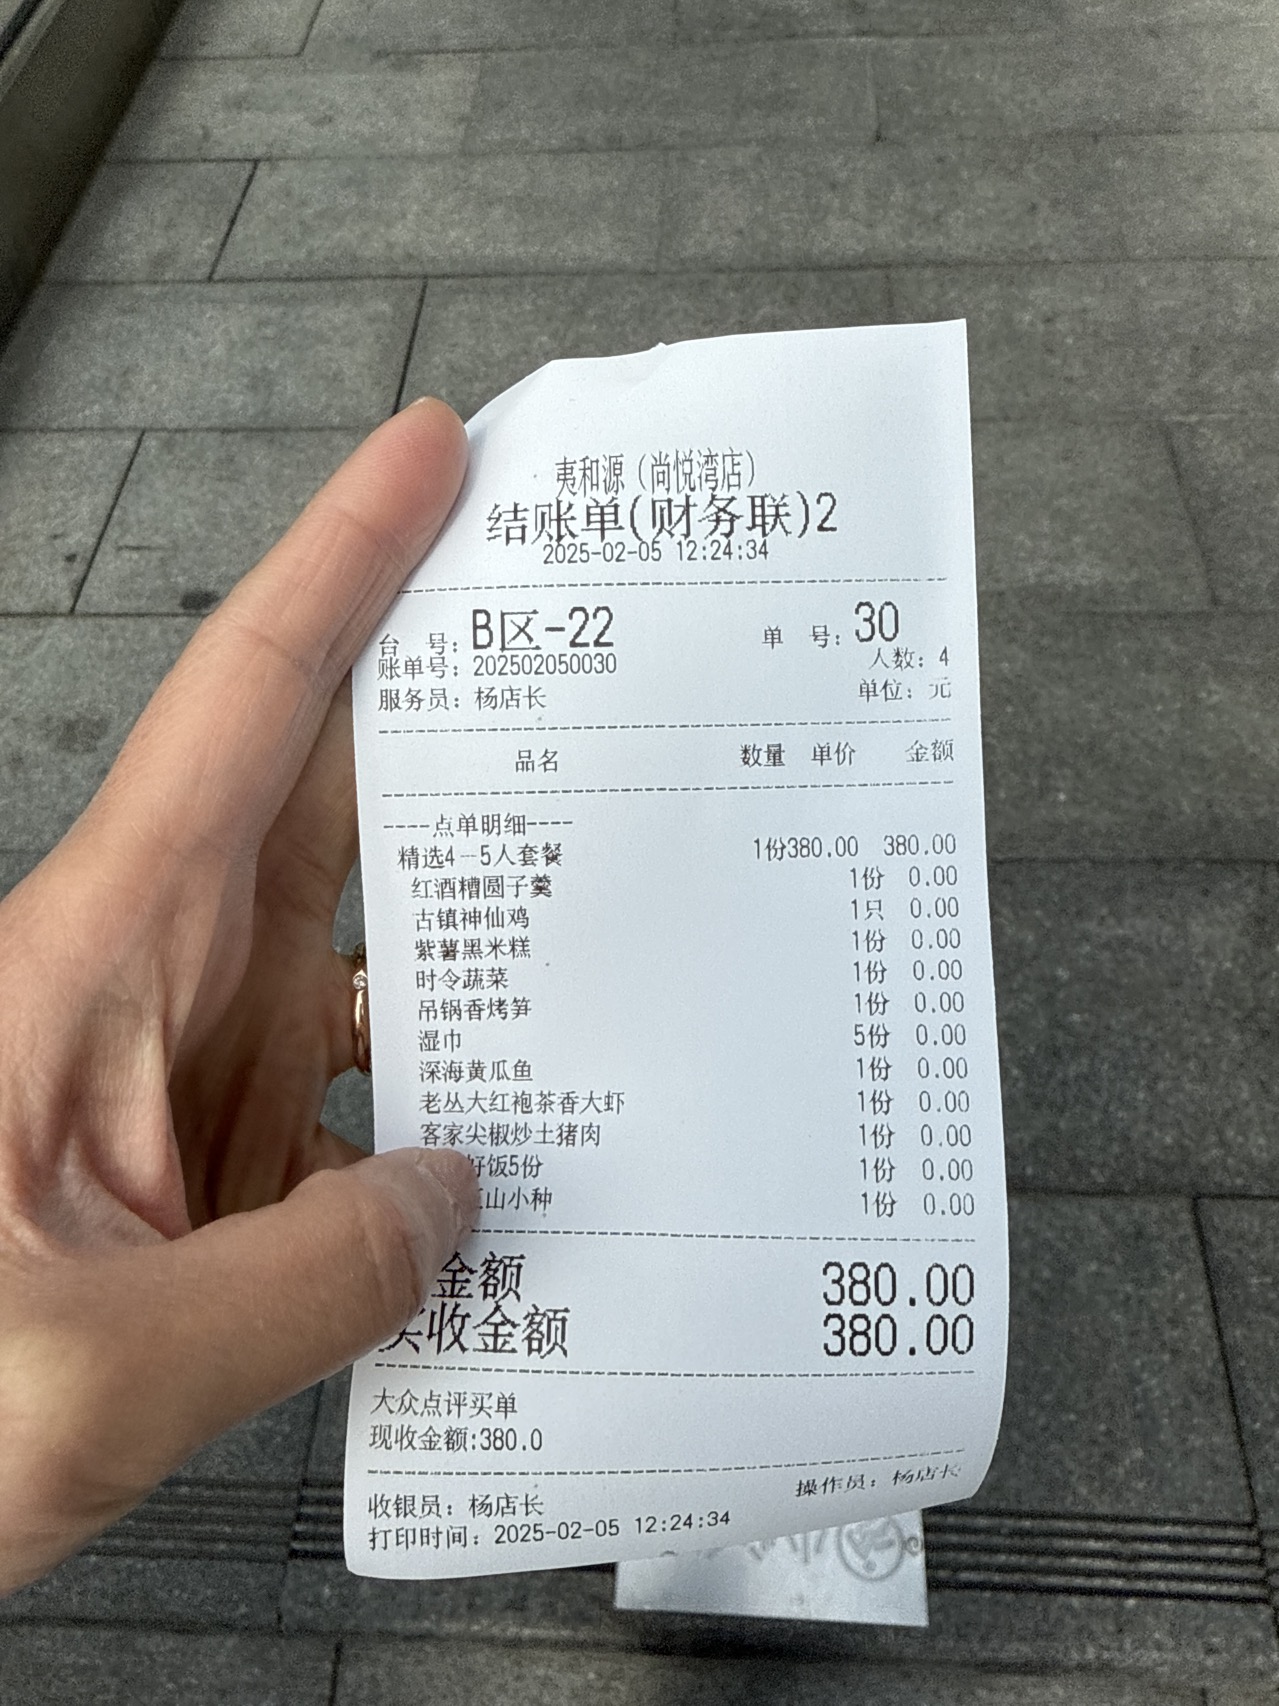 夷和源（尚悦湾店）
结账单(财务联)2
2025-02-05 12:24:34
台 号：B区-22 单 号：30
账单号：202502050030 人数：4
服务员：杨店长 单位：元
品名 数量 单价 金额
----点单明细----
精选4－5人套餐 1份380.00 380.00
红酒糟圆子羹 1份 0.00
古镇神仙鸡 1只 0.00
紫薯黑米糕 1份 0.00
时令蔬菜 1份 0.00
吊锅香烤笋 1份 0.00
湿巾 5份 0.00
深海黄瓜鱼 1份 0.00
老丛大红袍茶香大虾 1份 0.00
客家尖椒炒土猪肉 1份 0.00
好饭5份 1份 0.00
山小种 1份 0.00
金额 380.00
实收金额 380.00
大众点评买单
现收金额:380.0
收银员：杨店长 操作员：杨店长
打印时间：2025-02-05 12:24:34